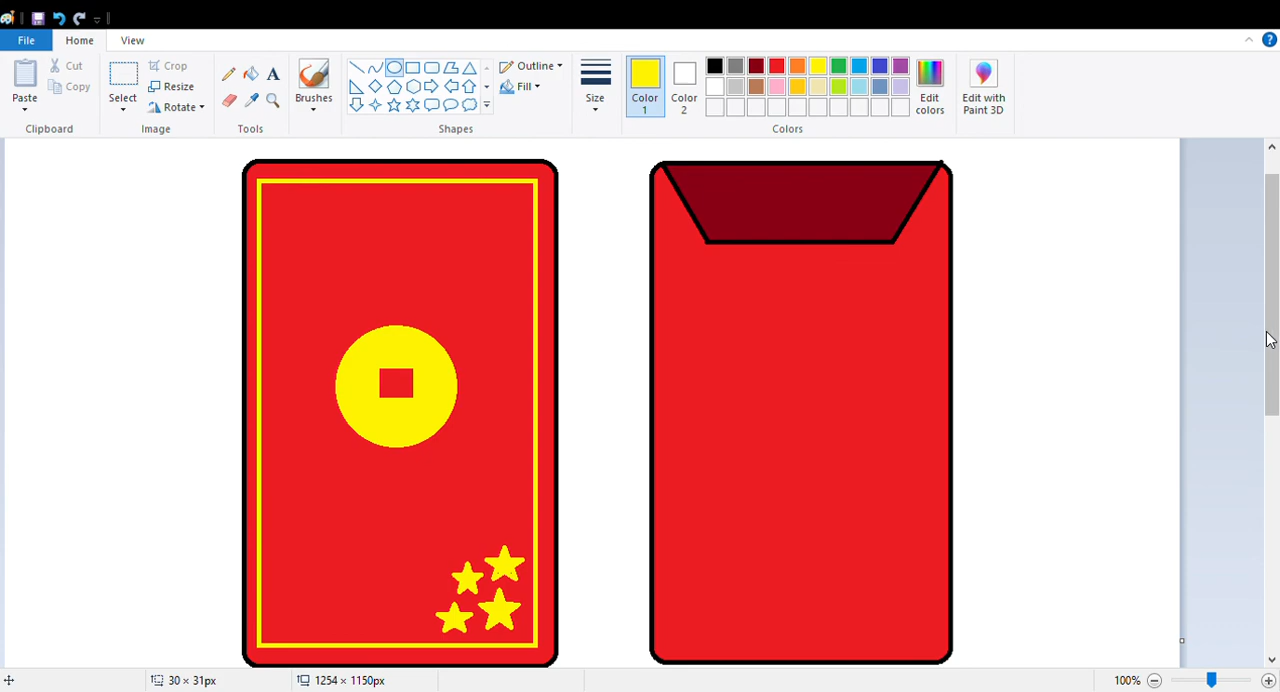 File Home View
Paste
Cut
Copy
Clipboard
Select
Crop
Resize
Rotate
Image
A
Tools
Brushes
Outline
Fill
Shapes
Size
Color
1
Color
2
Edit
colors
Colors
Edit with
Paint 3D
?
30 × 31px 1254 × 1150px 100%